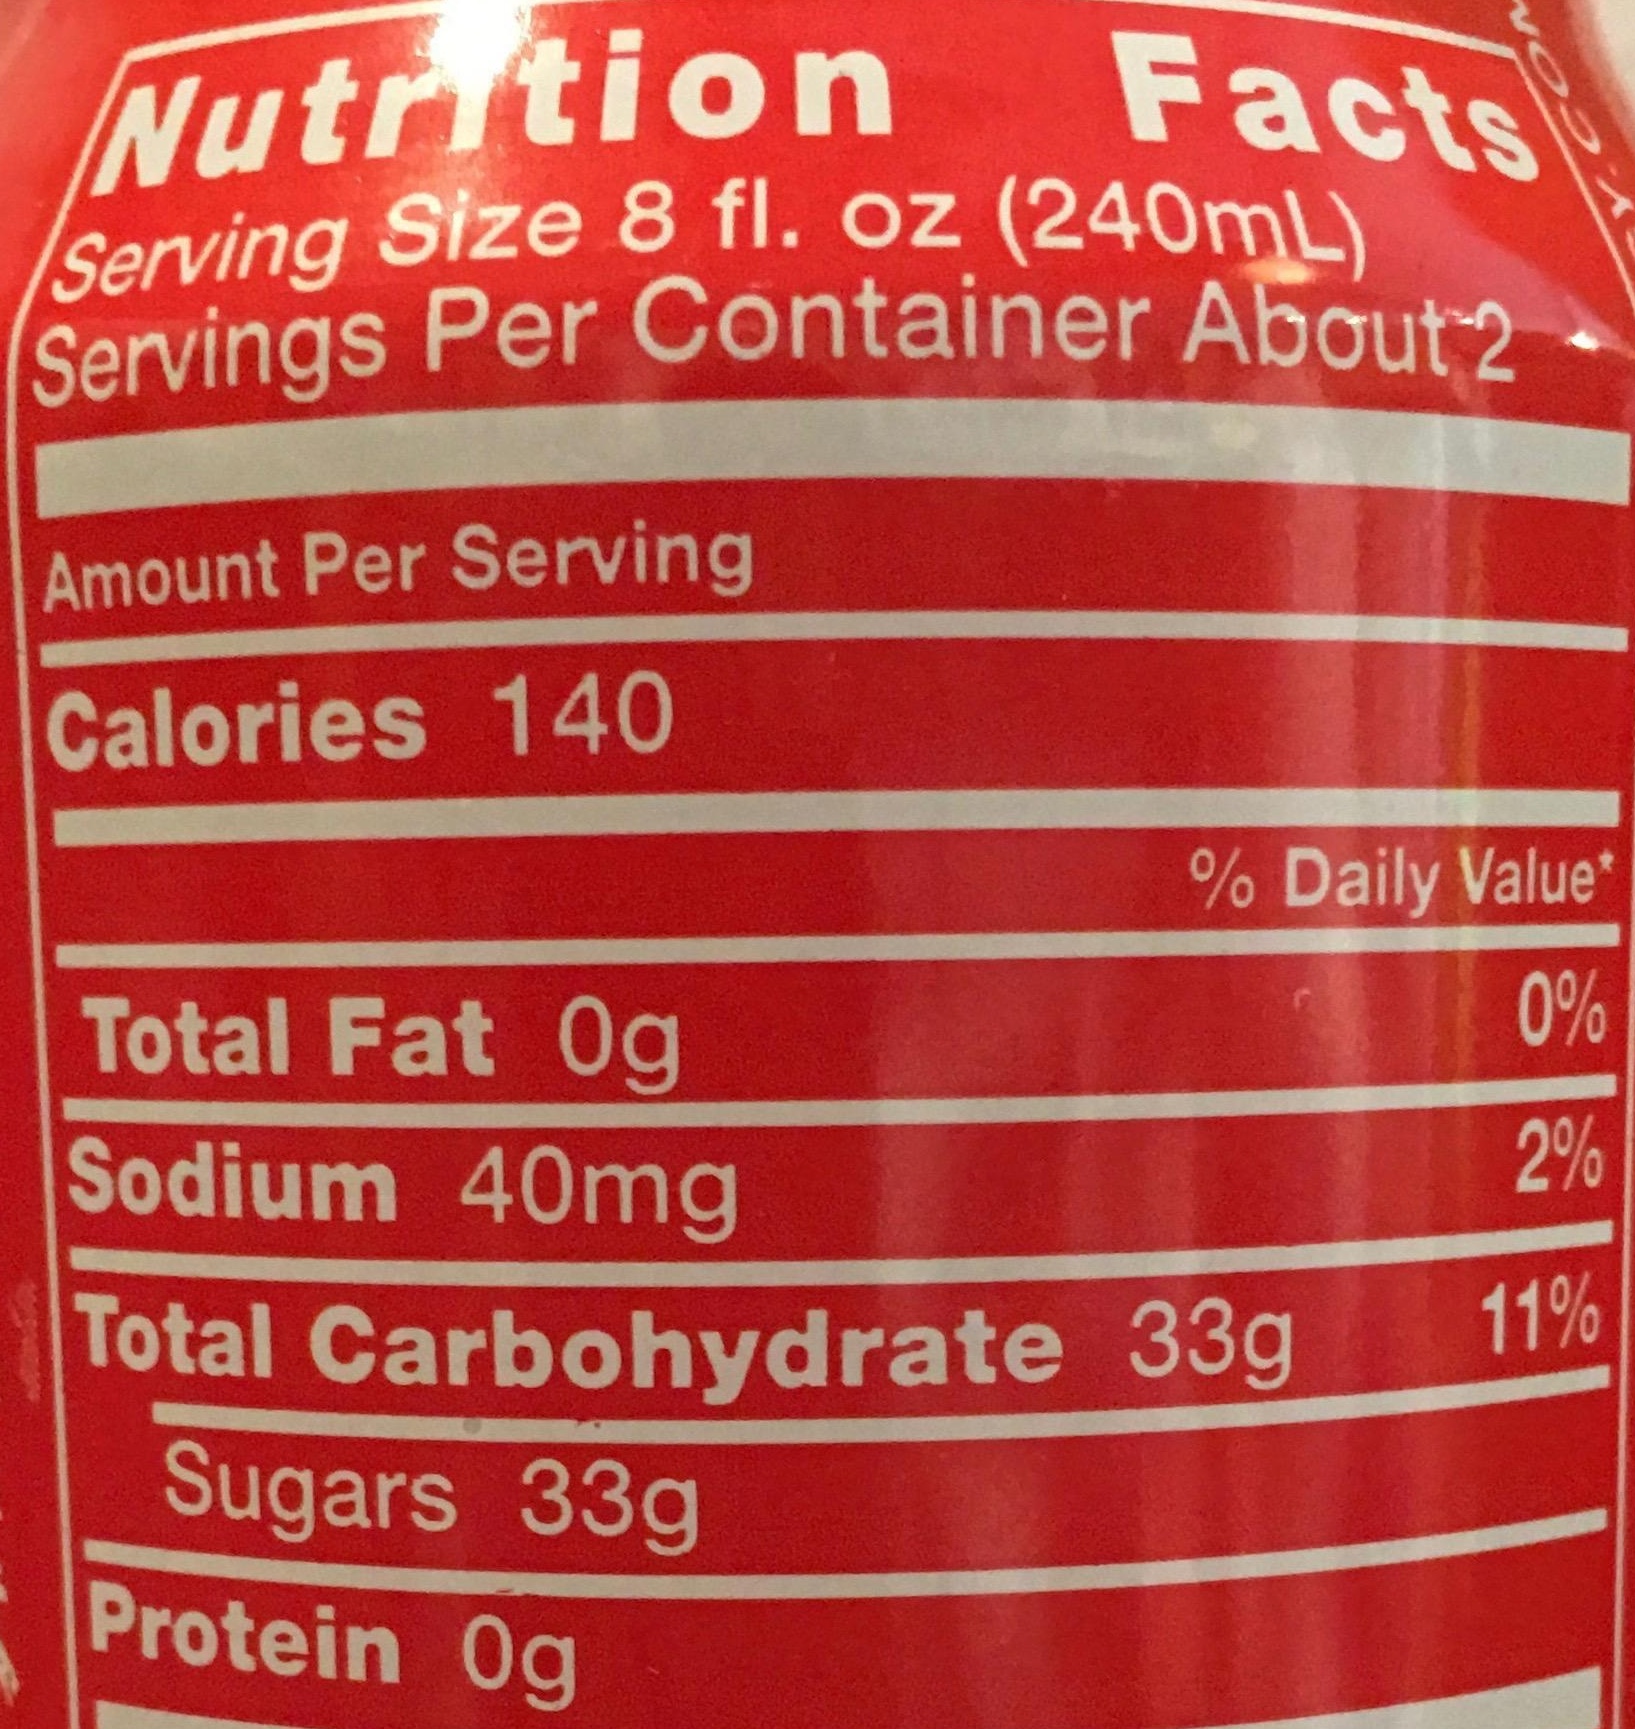 Nutrition Facts
Serving Size 8 fl. oz (240mL)
Servings Per Container About 2
Amount Per Serving
Calories 140
% Daily Value*
Total Fat 0g 0%
Sodium 40mg 2%
Total Carbohydrate 33g 11%
Sugars 33g
Protein 0g